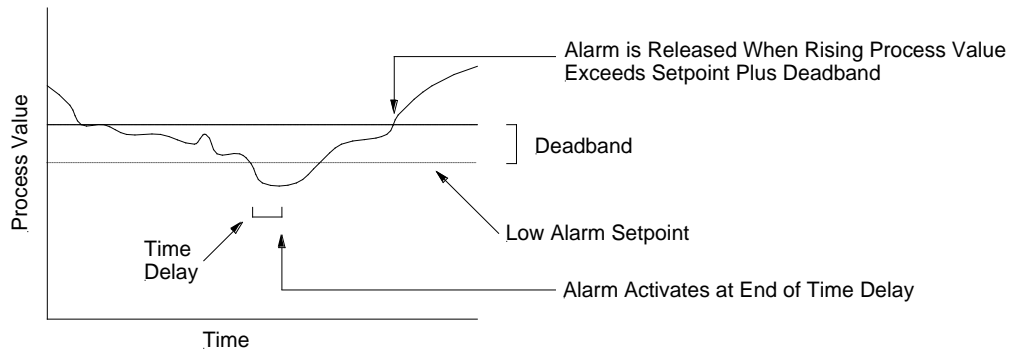 Alarm is Released When Rising Process Value
Exceeds Setpoint Plus Deadband
Process Value
Deadband
Low Alarm Setpoint
Time
Delay
Alarm Activates at End of Time Delay
Time